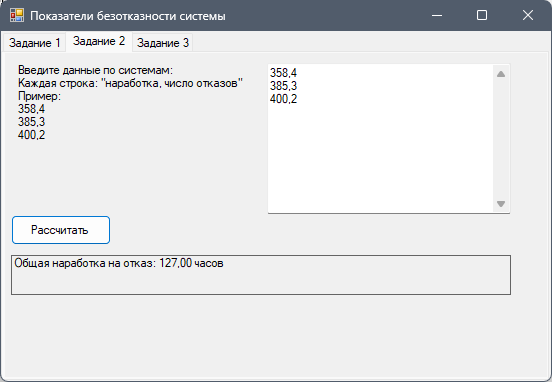 Показатели безотказности системы
Задание 1 Задание 2 Задание 3
Введите данные по системам:
Каждая строка: "наработка, число отказов"
Пример:
358,4
385,3
400,2
358,4
385,3
400,2
Рассчитать
Общая наработка на отказ: 127,00 часов